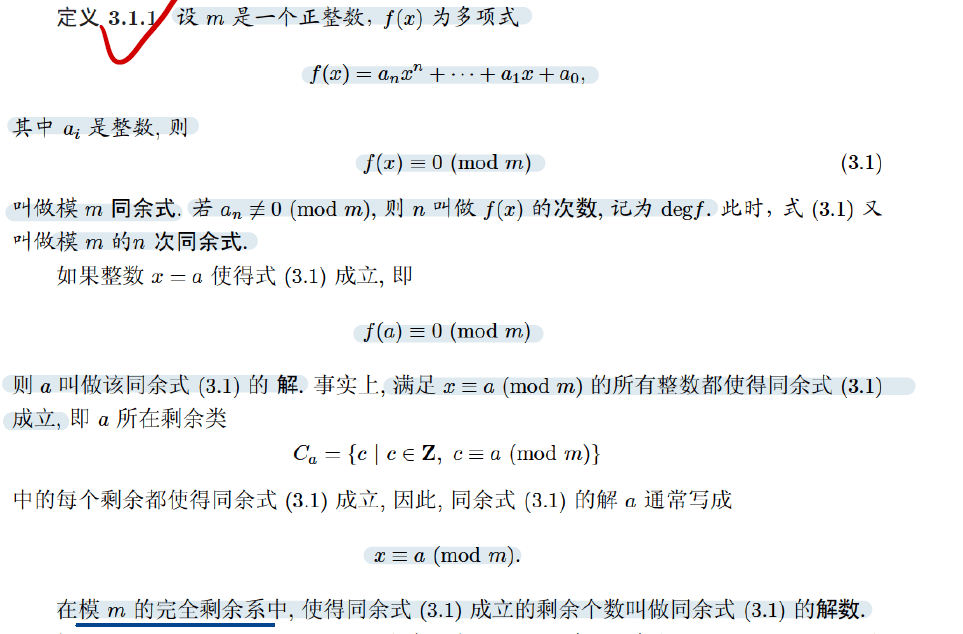 定义 3.1.1 设 m 是一个正整数, f(x) 为多项式
f(x) = aₙxⁿ + ··· + a₁x + a₀,
其中 aᵢ 是整数, 则
f(x) ≡ 0 (mod m) (3.1)
叫做模 m 同余式. 若 aₙ ≢ 0 (mod m), 则 n 叫做 f(x) 的次数, 记为 degf. 此时, 式 (3.1) 又
叫做模 m 的n 次同余式.
如果整数 x = a 使得式 (3.1) 成立, 即
f(a) ≡ 0 (mod m)
则 a 叫做该同余式 (3.1) 的 解. 事实上, 满足 x ≡ a (mod m) 的所有整数都使得同余式 (3.1)
成立, 即 a 所在剩余类
Cₐ = {c | c ∈ Z, c ≡ a (mod m)}
中的每个剩余都使得同余式 (3.1) 成立, 因此, 同余式 (3.1) 的解 a 通常写成
x ≡ a (mod m).
在模 m 的完全剩余系中, 使得同余式 (3.1) 成立的剩余个数叫做同余式 (3.1) 的解数.